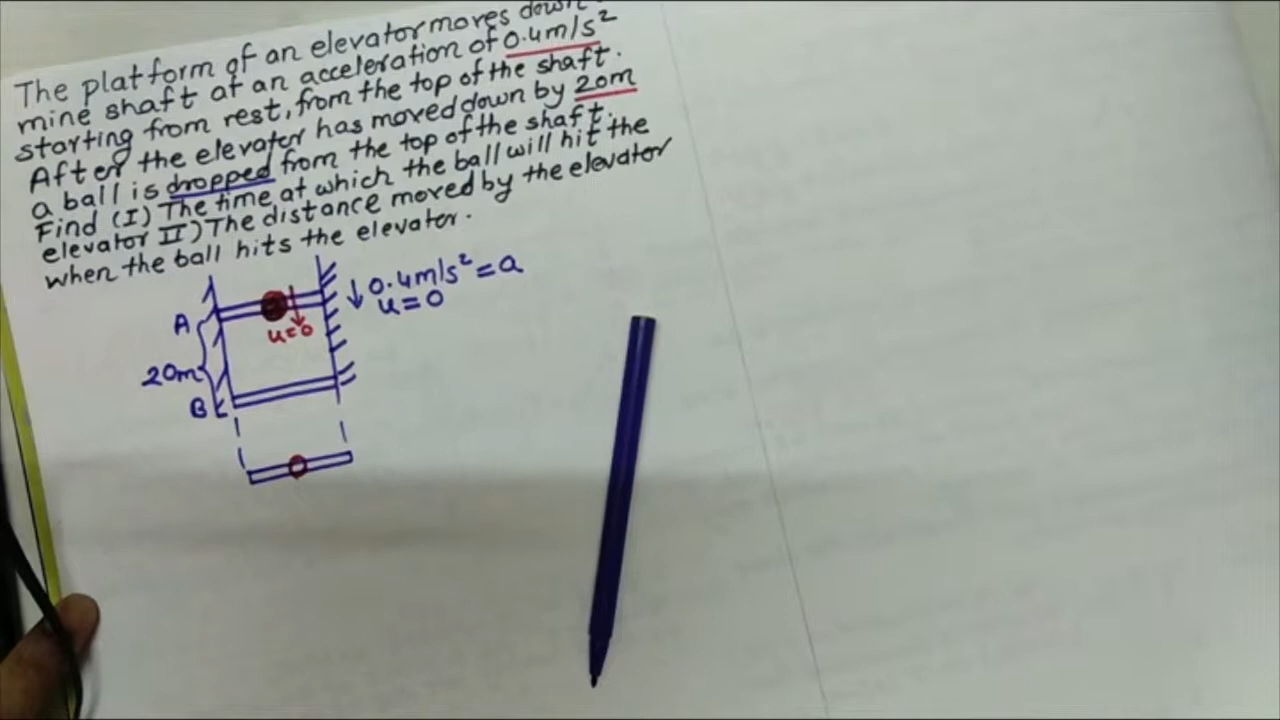 The platform of an elevator moves down
mine shaft at an acceleration of 0.4m/s²
starting from rest, from the top of the shaft.
After the elevator has moved down by 20m
a ball is dropped from the top of the shaft.
Find (I) The time at which the ball will hit the
elevator II) The distance moved by the elevator
when the ball hits the elevator.
0.4m/s² = a
u=0
A
u=0
20m
B